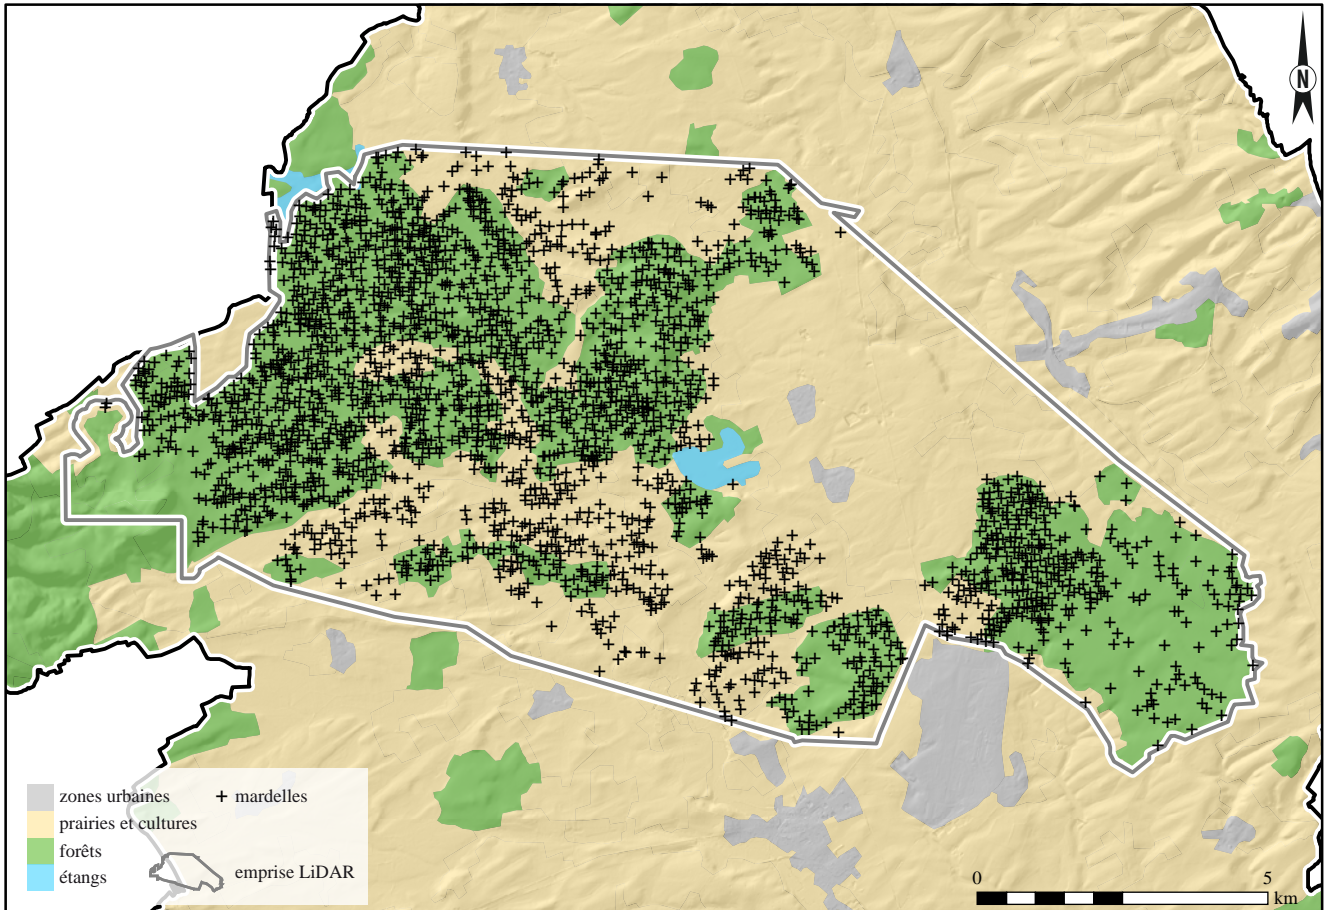 N
zones urbaines
mardelles
prairies et cultures
forêts
étangs
emprise LiDAR
0 5
km